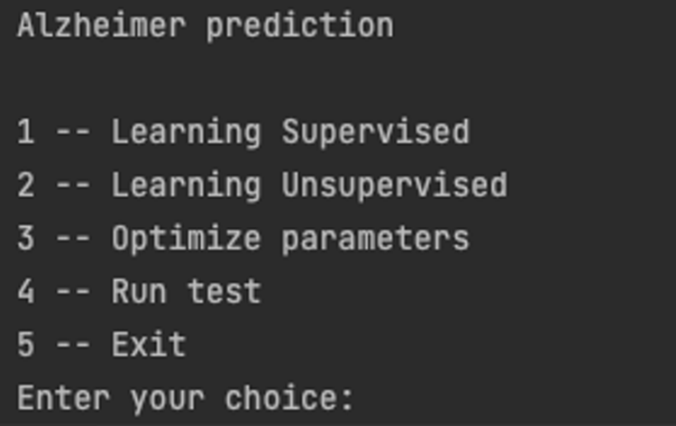 Alzheimer prediction
1 -- Learning Supervised
2 -- Learning Unsupervised
3 -- Optimize parameters
4 -- Run test
5 -- Exit
Enter your choice: